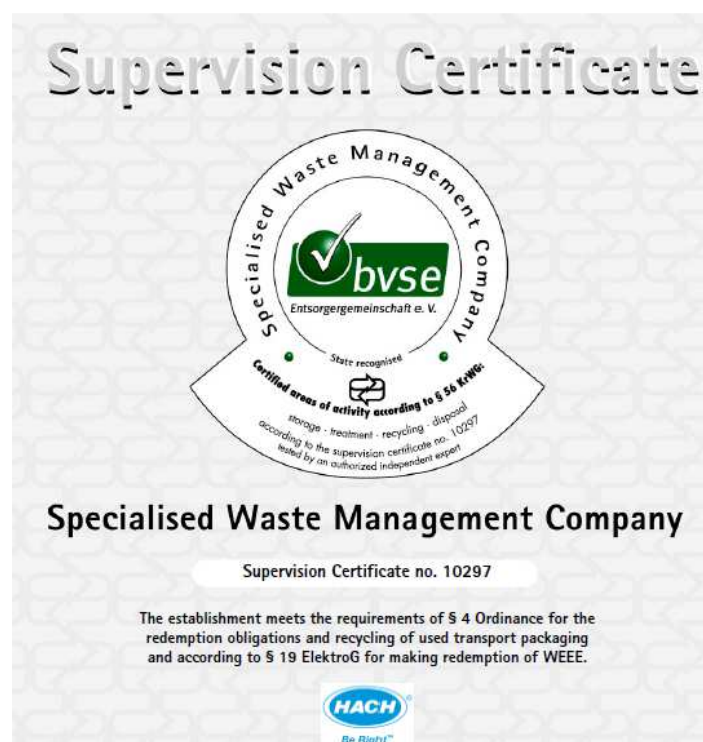 Supervision Certificate
Specialised Waste Management Company
bvse
Entsorgergemeinschaft e. V.
State recognised
Certified areas of activity according to § 56 KrWG:
storage · treatment · recycling · disposal
according to the supervision certificate no. 10297
tested by an authorized independent expert
Specialised Waste Management Company
Supervision Certificate no. 10297
The establishment meets the requirements of § 4 Ordinance for the
redemption obligations and recycling of used transport packaging
and according to § 19 ElektroG for making redemption of WEEE.
HACH®
Be Right™